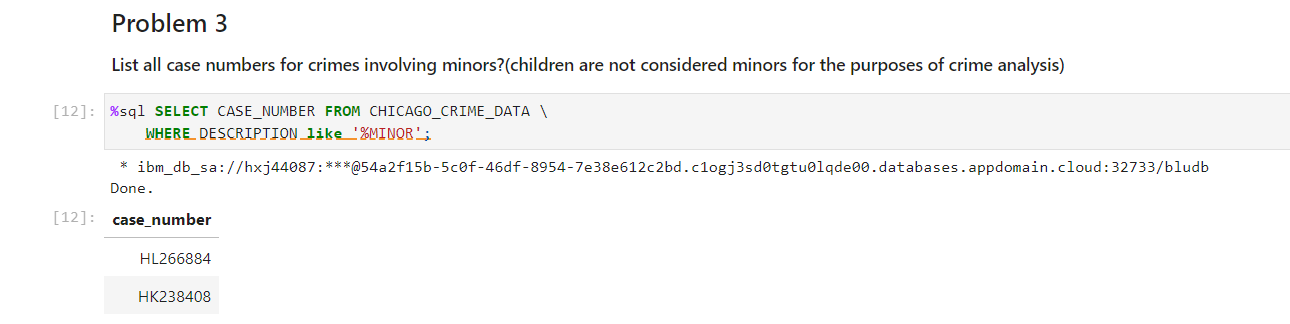 Problem 3
List all case numbers for crimes involving minors?(children are not considered minors for the purposes of crime analysis)
[12]: %sql SELECT CASE_NUMBER FROM CHICAGO_CRIME_DATA \
WHERE DESCRIPTION like '%MINOR';
* ibm_db_sa://hxj44087:***@54a2f15b-5c0f-46df-8954-7e38e612c2bd.c1ogj3sd0tgtu0lqde00.databases.appdomain.cloud:32733/bludb
Done.
[12]: case_number
HL266884
HK238408